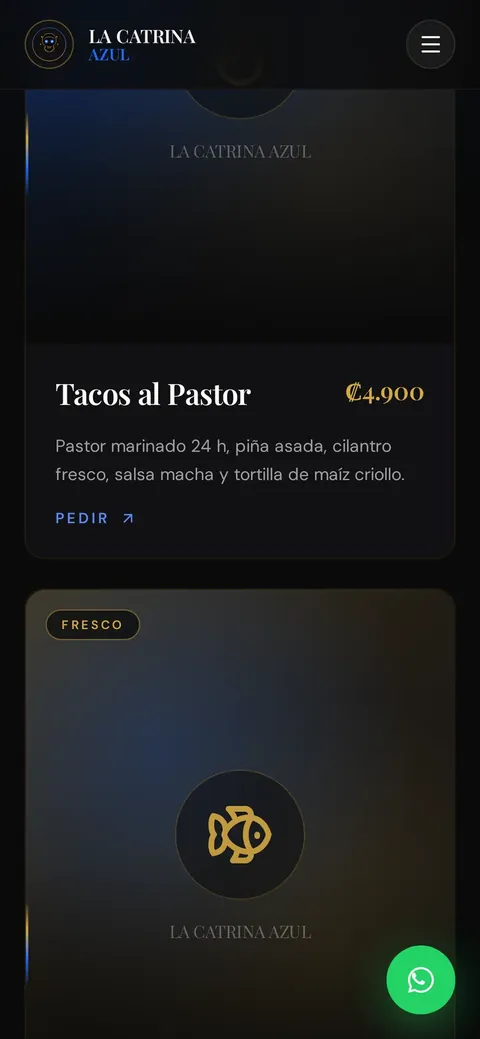 LA CATRINA
AZUL
LA CATRINA AZUL
Tacos al Pastor ₡4.900
Pastor marinado 24 h, piña asada, cilantro
fresco, salsa macha y tortilla de maíz criollo.
PEDIR
FRESCO
LA CATRINA AZUL